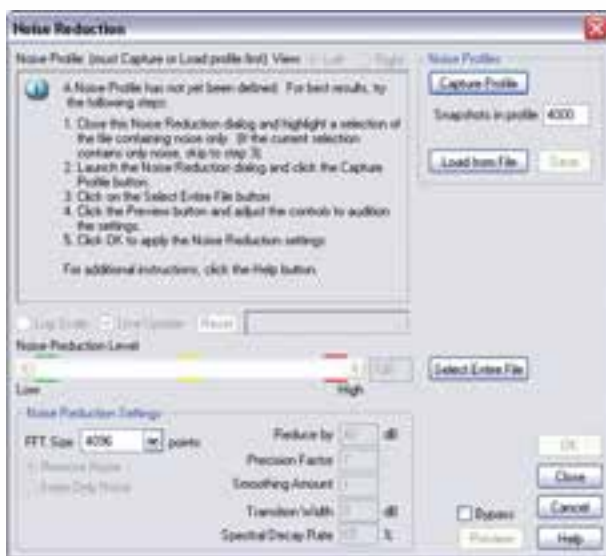 Noise Reduction
Noise Profile: (must Capture or Load profile first) View: Left Right
Noise Profiles
Capture Profile
Snapshots in profile 4000
Load from File Save
A Noise Profile has not yet been defined. For best results, try
the following steps:
1. Close this Noise Reduction dialog and highlight a selection of
the file containing noise only. (If the current selection
contains only noise, skip to step 3).
2. Launch the Noise Reduction dialog and click the Capture
Profile button.
3. Click on the Select Entire File button
4. Click the Preview button and adjust the controls to audition
the settings.
5. Click OK to apply the Noise Reduction settings
For additional instructions, click the Help button.
Log Scale Live Update Reset
Noise Reduction Level
Low High
Select Entire File
Noise Reduction Settings
FFT Size 4096 points
Remove Noise
Keep Only Noise
Reduce by dB
Precision Factor
Smoothing Amount
Transition Width dB
Spectral Decay Rate %
Bypass
Preview
OK
Close
Cancel
Help